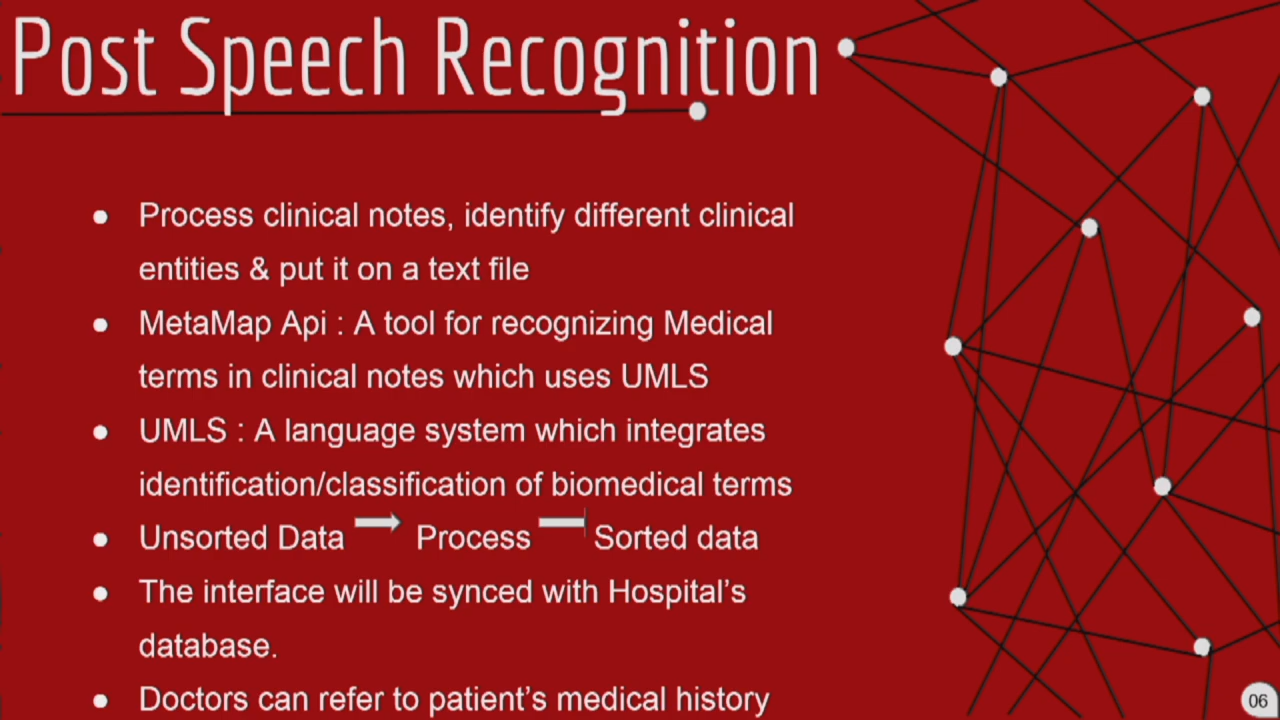 Post Speech Recognition
● Process clinical notes, identify different clinical
entities & put it on a text file
● MetaMap Api : A tool for recognizing Medical
terms in clinical notes which uses UMLS
● UMLS : A language system which integrates
identification/classification of biomedical terms
● Unsorted Data Process Sorted data
● The interface will be synced with Hospital's
database.
● Doctors can refer to patient's medical history
06